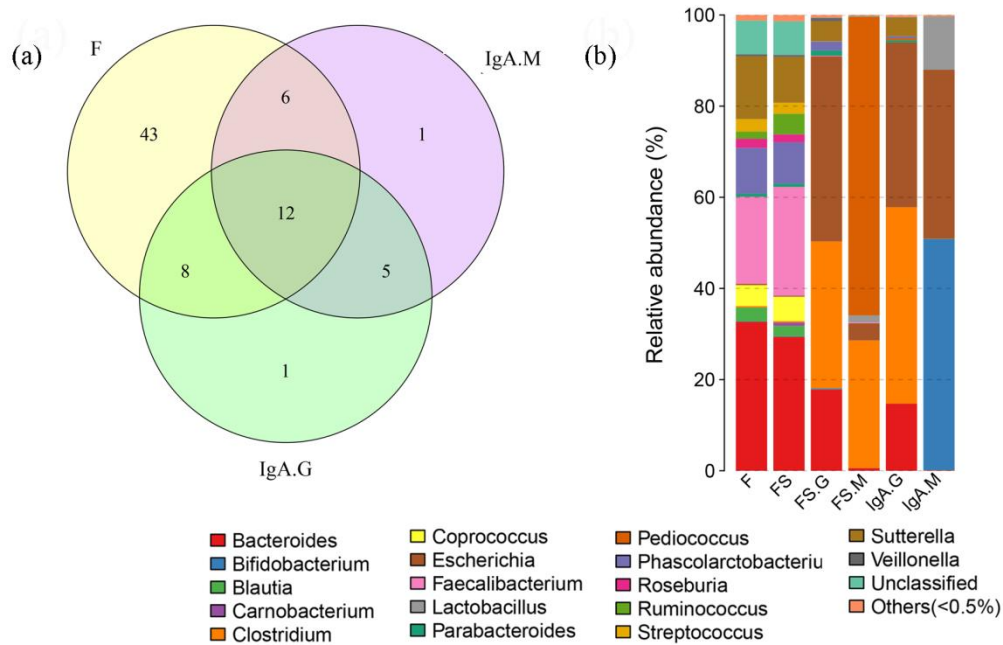 (a)
F
IgA.M
43
6
1
12
8
5
1
IgA.G
(b)
Relative abundance (%)
100
80
60
40
20
0
F
FS
FS.G
FS.M
IgA.G
IgA.M
Bacteroides
Bifidobacterium
Blautia
Carnobacterium
Clostridium
Coprococcus
Escherichia
Faecalibacterium
Lactobacillus
Parabacteroides
Pediococcus
Phascolarctobacteriu
Roseburia
Ruminococcus
Streptococcus
Sutterella
Veillonella
Unclassified
Others(<0.5%)